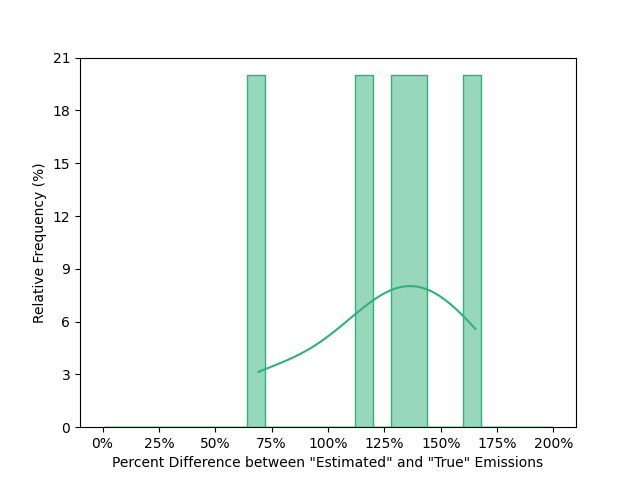 21
18
15
12
9
6
3
0
Relative Frequency (%)
0% 25% 50% 75% 100% 125% 150% 175% 200%
Percent Difference between "Estimated" and "True" Emissions